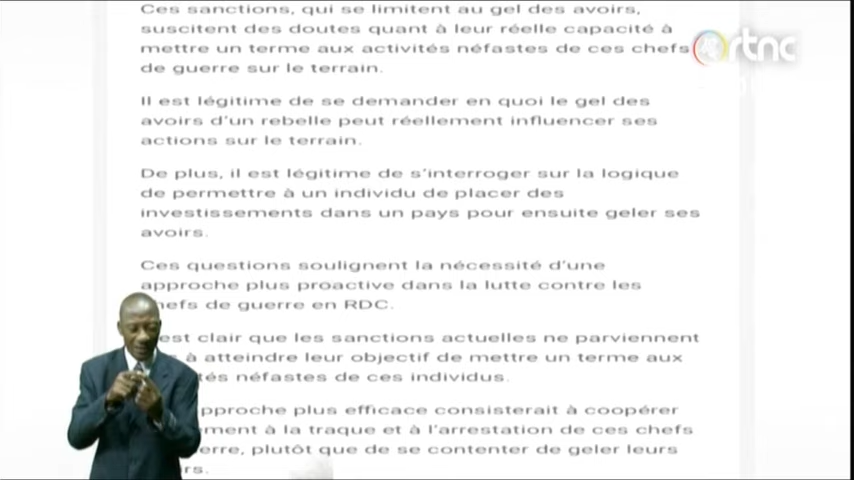 Ces sanctions, qui se limitent au gel des avoirs,
suscitent des doutes quant à leur réelle capacité à
mettre un terme aux activités néfastes de ces chefs
de guerre sur le terrain.
rtnc
Il est légitime de se demander en quoi le gel des
avoirs d'un rebelle peut réellement influencer ses
actions sur le terrain.
De plus, il est légitime de s'interroger sur la logique
de permettre à un individu de placer des
investissements dans un pays pour ensuite geler ses
avoirs.
Ces questions soulignent la nécessité d'une
approche plus proactive dans la lutte contre les
chefs de guerre en RDC.
est clair que les sanctions actuelles ne parviennent
à atteindre leur objectif de mettre un terme aux
tés néfastes de ces individus.
pproche plus efficace consisterait à coopérer
ment à la traque et à l'arrestation de ces chefs
erre, plutôt que de se contenter de geler leurs
rs.